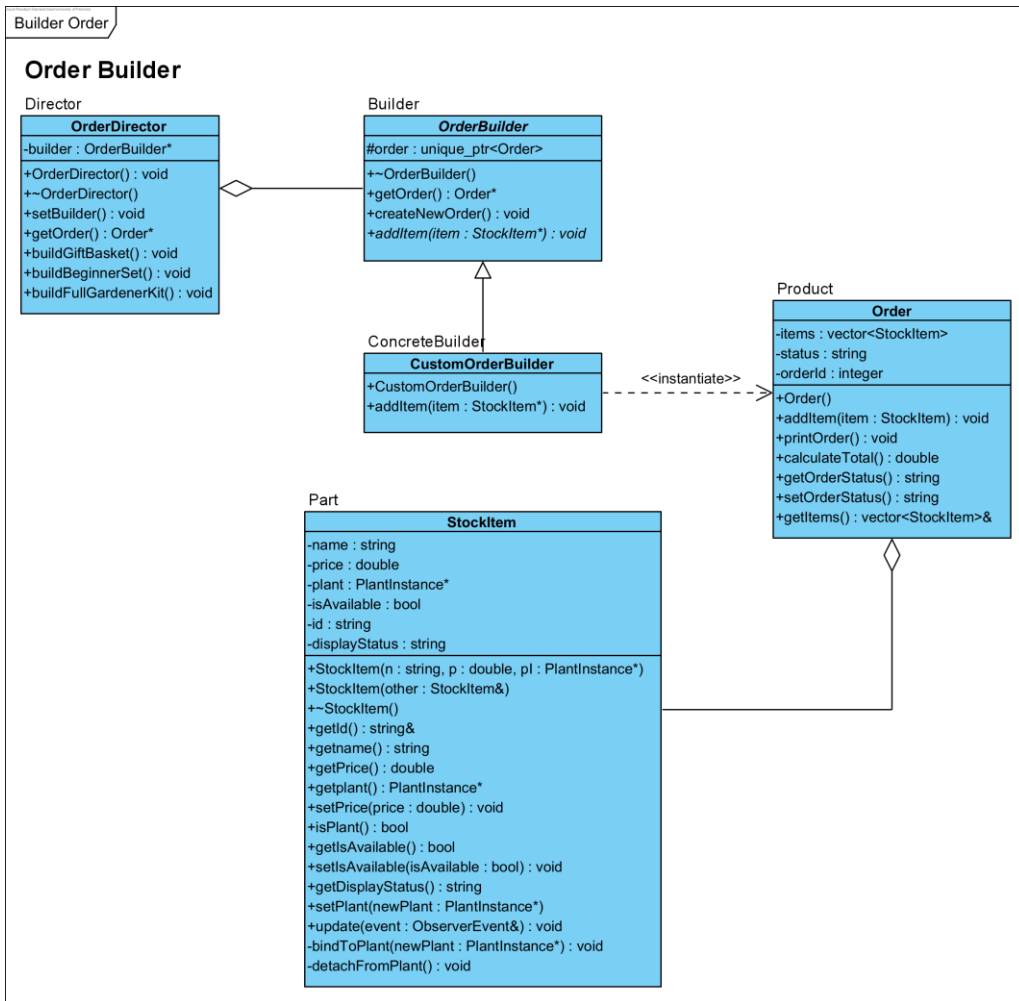 Builder Order
Order Builder
Director
OrderDirector
-builder : OrderBuilder*
+OrderDirector() : void
+~OrderDirector()
+setBuilder() : void
+getOrder() : Order*
+buildGiftBasket() : void
+buildBeginnerSet() : void
+buildFullGardenerKit() : void
Builder
OrderBuilder
#order : unique_ptr<Order>
+~OrderBuilder()
+getOrder() : Order*
+createNewOrder() : void
+addItem(item : StockItem*) : void
ConcreteBuilder
CustomOrderBuilder
+CustomOrderBuilder()
+addItem(item : StockItem*) : void
<<instantiate>>
Product
Order
-items : vector<StockItem>
-status : string
-orderId : integer
+Order()
+addItem(item : StockItem) : void
+printOrder() : void
+calculateTotal() : double
+getOrderStatus() : string
+setOrderStatus() : string
+getItems() : vector<StockItem>&
Part
StockItem
-name : string
-price : double
-plant : PlantInstance*
-isAvailable : bool
-id : string
-displayStatus : string
+StockItem(n : string, p : double, pl : PlantInstance*)
+StockItem(other : StockItem&)
+~StockItem()
+getId() : string&
+getname() : string
+getPrice() : double
+getplant() : PlantInstance*
+setPrice(price : double) : void
+isPlant() : bool
+getIsAvailable() : bool
+setIsAvailable(isAvailable : bool) : void
+getDisplayStatus() : string
+setPlant(newPlant : PlantInstance*)
+update(event : ObserverEvent&) : void
-bindToPlant(newPlant : PlantInstance*) : void
-detachFromPlant() : void